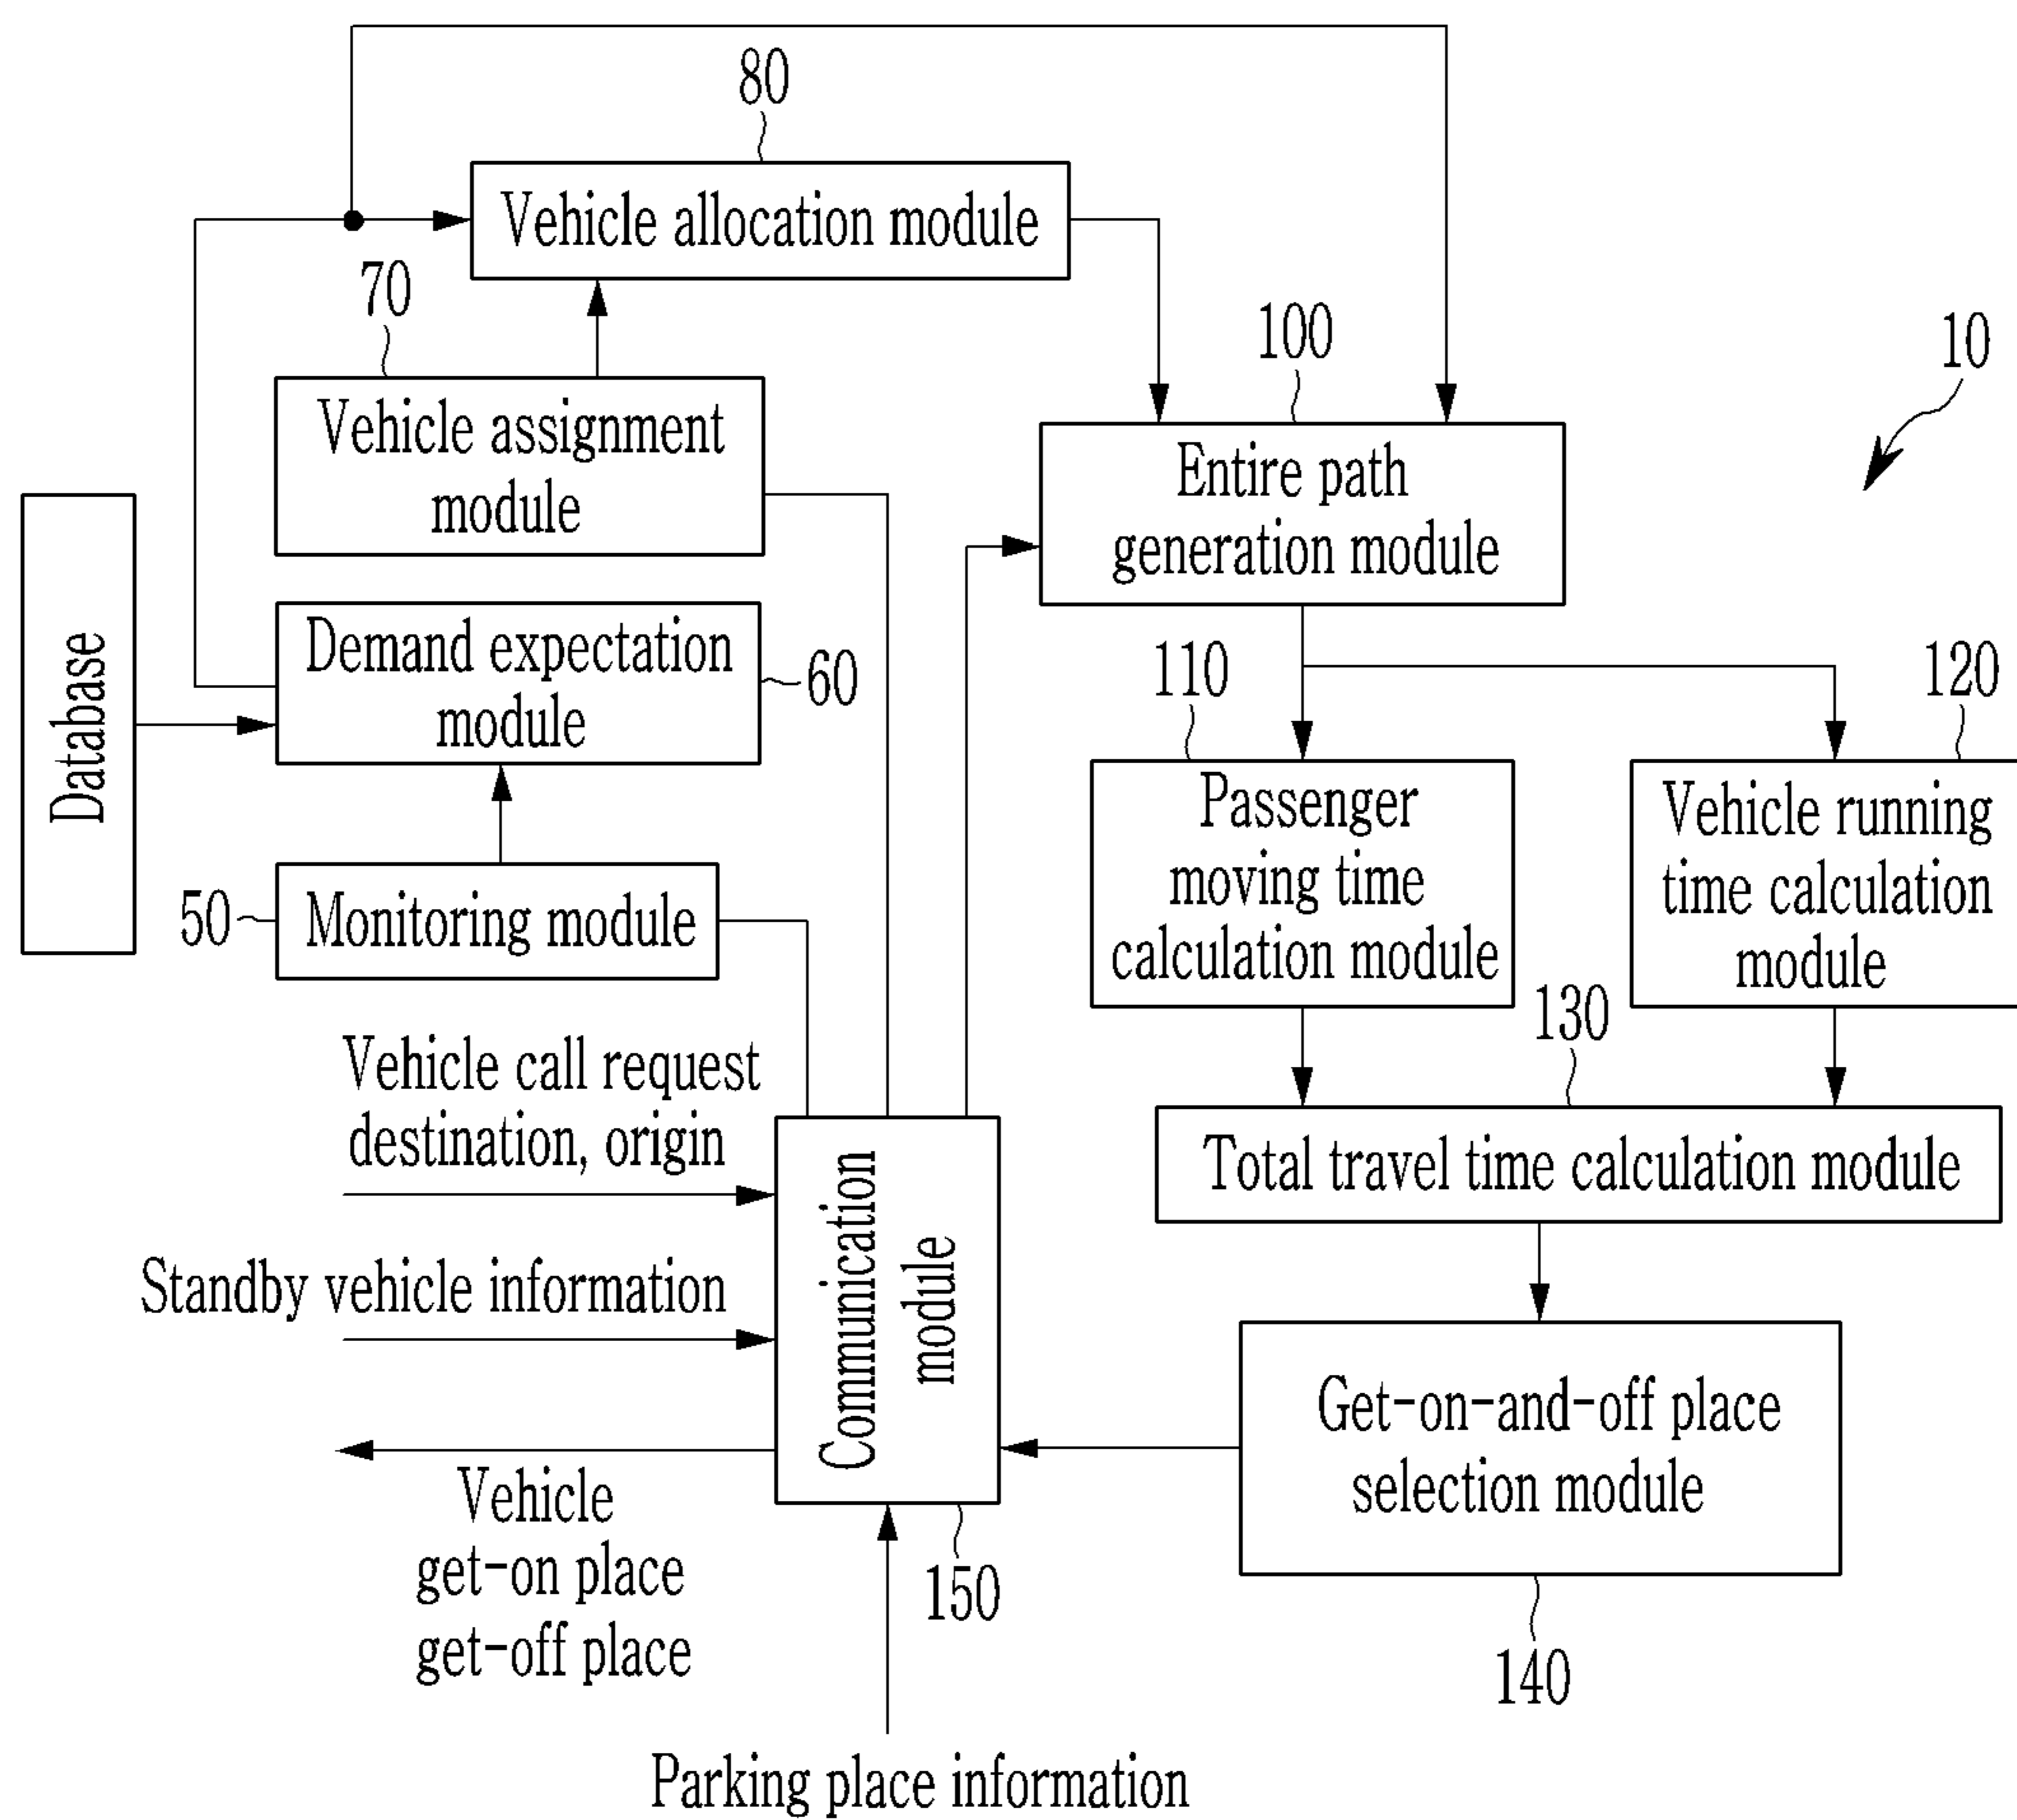 80
Vehicle allocation module
70
Vehicle assignment
module
100
Entire path
generation module
10
Database
Demand expectation
module
60
110
120
Passenger
moving time
calculation module
Vehicle running
time calculation
module
50
Monitoring module
130
Total travel time calculation module
Vehicle call request
destination, origin
Standby vehicle information
Communication
module
Get-on-and-off place
selection module
Vehicle
get-on place
get-off place
150
140
Parking place information